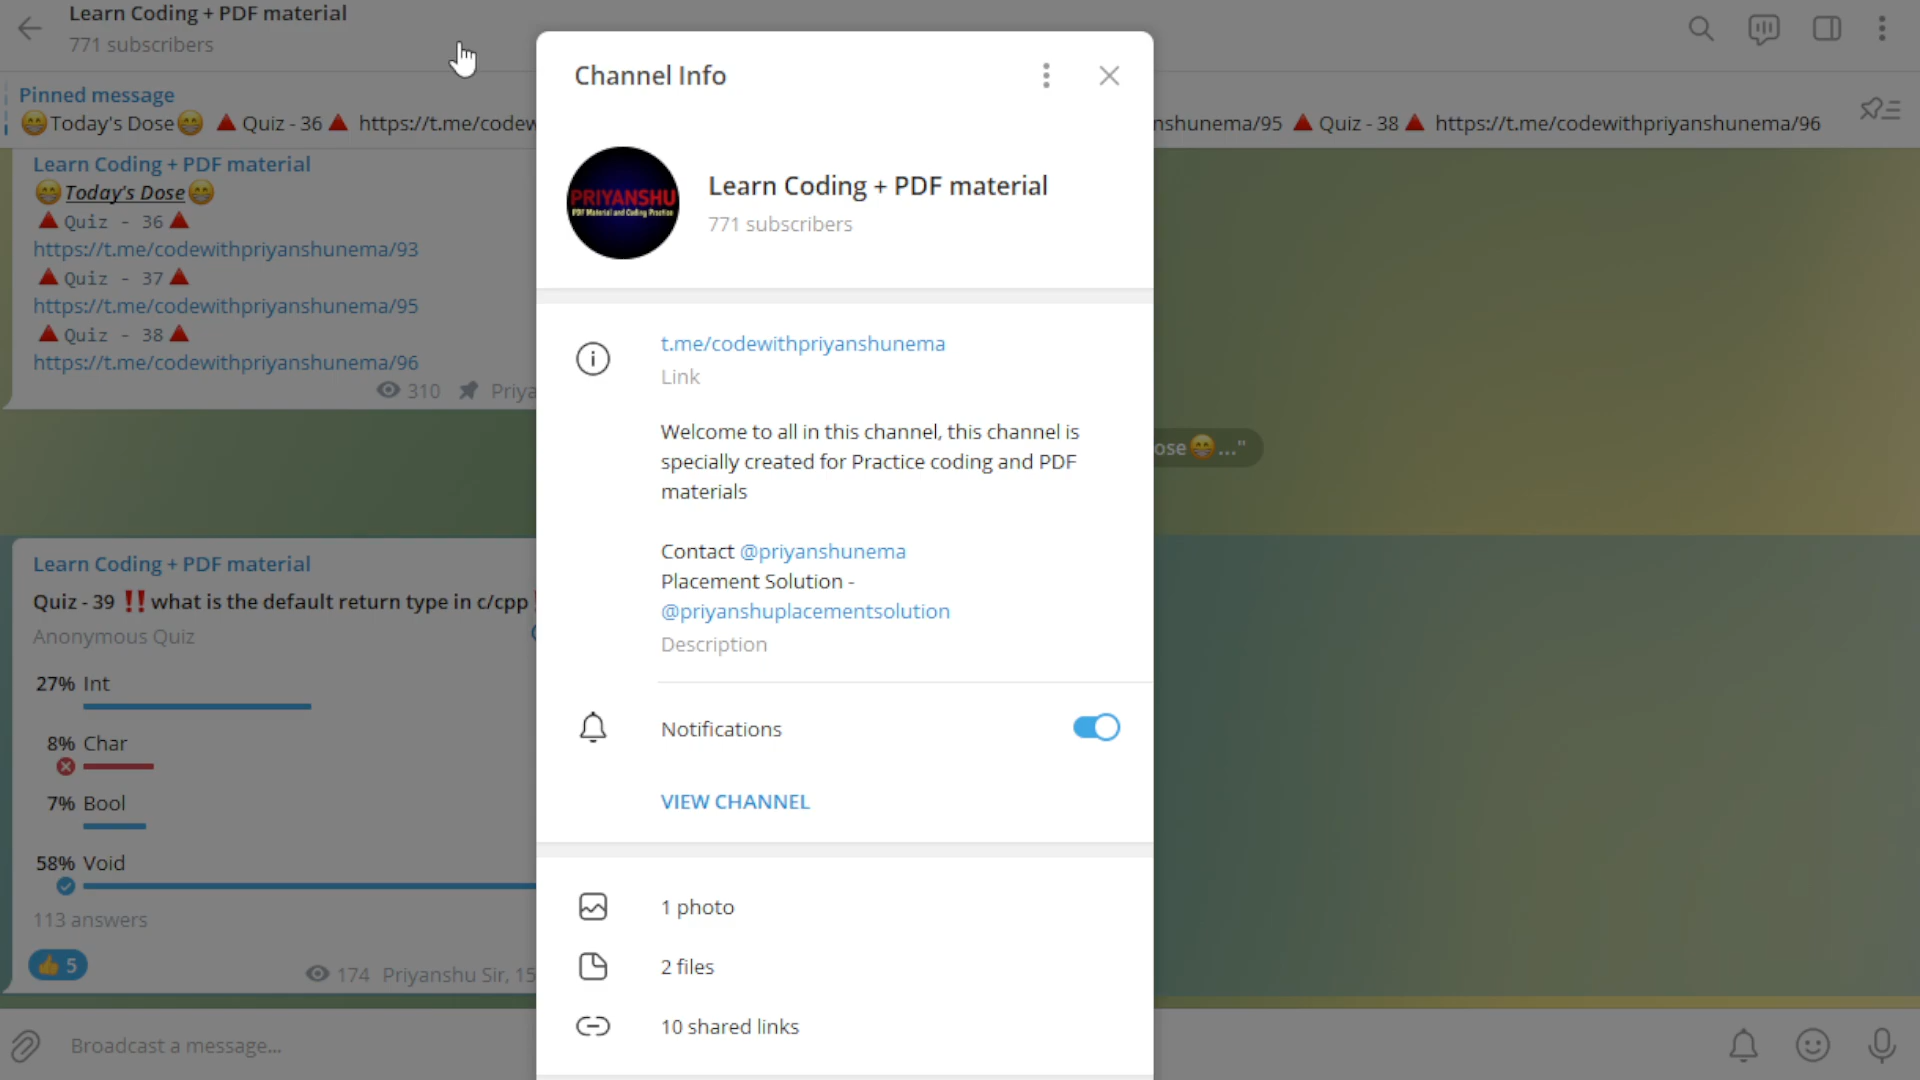 Learn Coding + PDF material
771 subscribers
Pinned message
😁Today's Dose😁 🔺Quiz - 36🔺 https://t.me/codew
nshunema/95 🔺Quiz - 38🔺 https://t.me/codewithpriyanshunema/96
Learn Coding + PDF material
😁Today's Dose😁
🔺Quiz - 36🔺
https://t.me/codewithpriyanshunema/93
🔺Quiz - 37🔺
https://t.me/codewithpriyanshunema/95
🔺Quiz - 38🔺
https://t.me/codewithpriyanshunema/96
310 Priya
ose😁..."
Learn Coding + PDF material
Quiz - 39 ‼️what is the default return type in c/cpp
Anonymous Quiz
27% Int
8% Char
7% Bool
58% Void
113 answers
👍 5
174 Priyanshu Sir, 15
Broadcast a message...
Channel Info
PRIYANSHU
PDF Material and Coding Practice
Learn Coding + PDF material
771 subscribers
t.me/codewithpriyanshunema
Link
Welcome to all in this channel, this channel is
specially created for Practice coding and PDF
materials
Contact @priyanshunema
Placement Solution -
@priyanshuplacementsolution
Description
Notifications
VIEW CHANNEL
1 photo
2 files
10 shared links